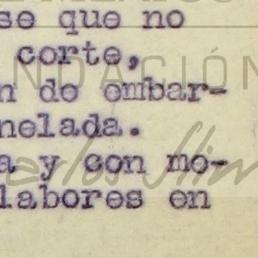 se que no
corte,
n de embar-
nelada.
a y con mo-
labores en